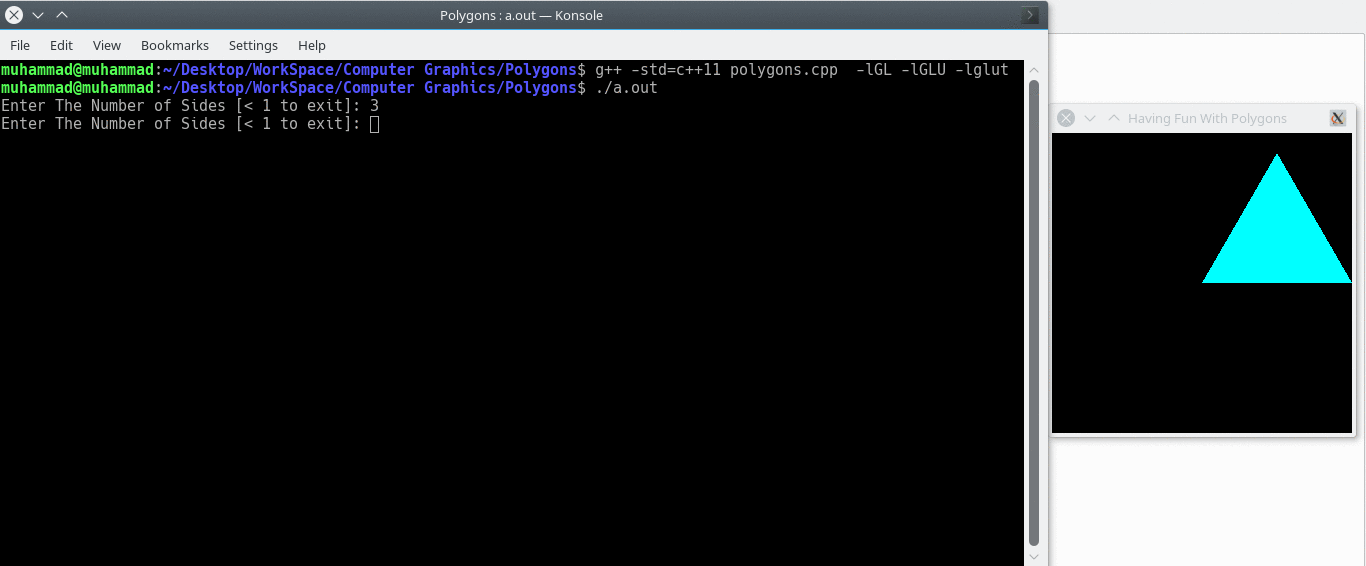 Polygons : a.out — Konsole
File Edit View Bookmarks Settings Help
muhammad@muhammad:~/Desktop/WorkSpace/Computer Graphics/Polygons$ g++ -std=c++11 polygons.cpp  -lGL -lGLU -lglut
muhammad@muhammad:~/Desktop/WorkSpace/Computer Graphics/Polygons$ ./a.out
Enter The Number of Sides [< 1 to exit]: 3
Enter The Number of Sides [< 1 to exit]:
Having Fun With Polygons